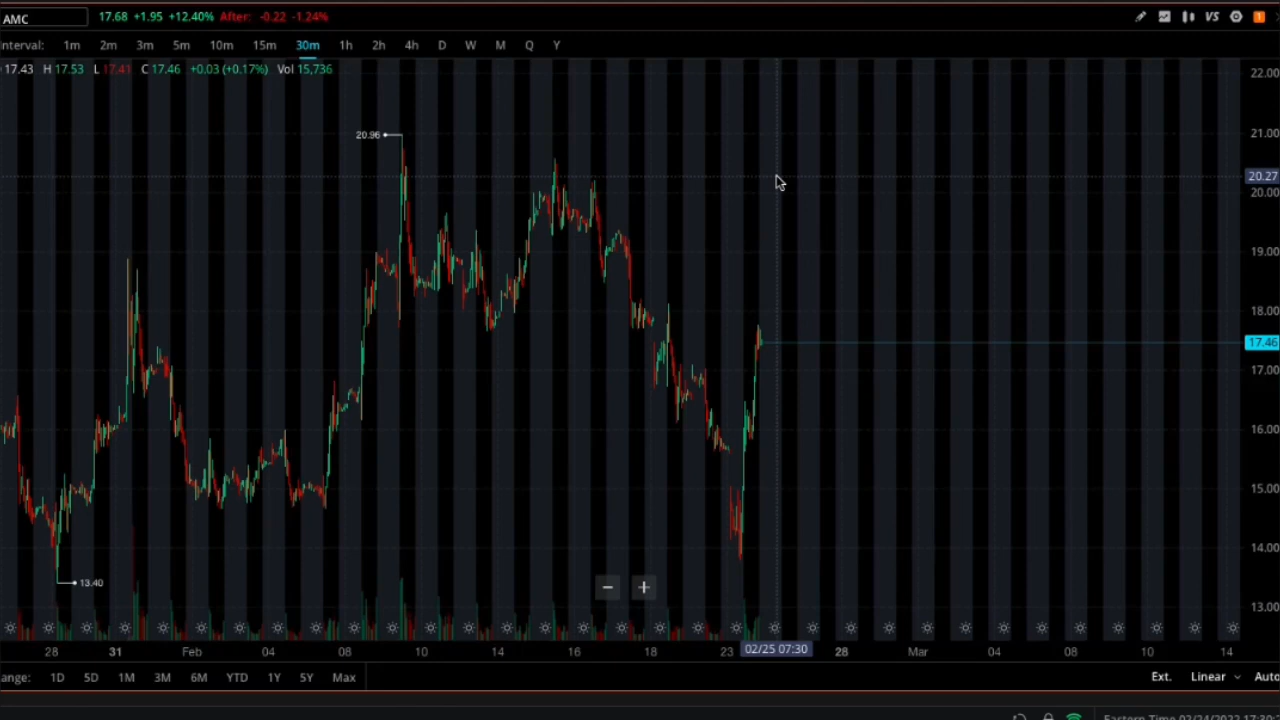 AMC 17.68 +1.95 +12.40% After: -0.22 -1.24% VS 1
nterval: 1m 2m 3m 5m 10m 15m 30m 1h 2h 4h D W M Q Y
17.43 H 17.53 L 17.41 C 17.46 +0.03 (+0.17%) Vol 15,736
22.00
20.96
21.00
20.27
20.00
19.00
18.00
17.46
17.00
16.00
15.00
14.00
13.40
− +
13.00
28 31 Feb 04 08 10 14 16 18 23 02/25 07:30 28 Mar 04 08 10 14
ange: 1D 5D 1M 3M 6M YTD 1Y 5Y Max Ext. Linear Auto
Eastern Time 02/24/2022